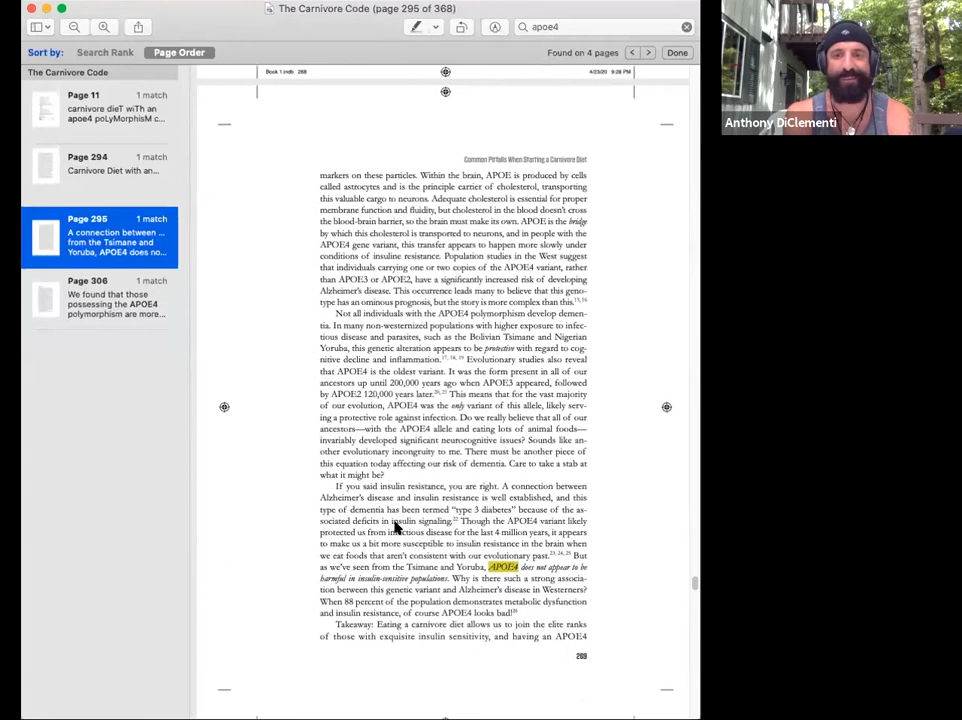 The Carnivore Code (page 295 of 368)
apoe4
Sort by: Search Rank Page Order
Found on 4 pages
Done
The Carnivore Code
Page 11 1 match
carnivore dieT wiTh an
apoe4 poLyMorphisM c...
Page 294 1 match
Carnivore Diet with an...
Page 295 1 match
A connection between ...
from the Tsimane and
Yoruba, APOE4 does no...
Page 306 1 match
We found that those
possessing the APOE4
polymorphism are more...
Book 1.indb 268
4/23/20 9:28 PM
Common Pitfalls When Starting a Carnivore Diet
markers on these particles. Within the brain, APOE is produced by cells
called astrocytes and is the principle carrier of cholesterol, transporting
this valuable cargo to neurons. Adequate cholesterol is essential for proper
membrane function and fluidity, but cholesterol in the blood doesn't cross
the blood-brain barrier, so the brain must make its own. APOE is the bridge
by which this cholesterol is transported to neurons, and in people with the
APOE4 gene variant, this transfer appears to happen more slowly under
conditions of insuline resistance. Population studies in the West suggest
that individuals carrying one or two copies of the APOE4 variant, rather
than APOE3 or APOE2, have a significantly increased risk of developing
Alzheimer's disease. This occurrence leads many to believe that this geno-
type has an ominous prognosis, but the story is more complex than this.15, 16
Not all individuals with the APOE4 polymorphism develop demen-
tia. In many non-westernized populations with higher exposure to infec-
tious disease and parasites, such as the Bolivian Tsimane and Nigerian
Yoruba, this genetic alteration appears to be protective with regard to cog-
nitive decline and inflammation.17, 18, 19 Evolutionary studies also reveal
that APOE4 is the oldest variant. It was the form present in all of our
ancestors up until 200,000 years ago when APOE3 appeared, followed
by APOE2 120,000 years later.20, 21 This means that for the vast majority
of our evolution, APOE4 was the only variant of this allele, likely serv-
ing a protective role against infection. Do we really believe that all of our
ancestors—with the APOE4 allele and eating lots of animal foods—
invariably developed significant neurocognitive issues? Sounds like an-
other evolutionary incongruity to me. There must be another piece of
this equation today affecting our risk of dementia. Care to take a stab at
what it might be?
If you said insulin resistance, you are right. A connection between
Alzheimer's disease and insulin resistance is well established, and this
type of dementia has been termed "type 3 diabetes" because of the as-
sociated deficits in insulin signaling.22 Though the APOE4 variant likely
protected us from infectious disease for the last 4 million years, it appears
to make us a bit more susceptible to insulin resistance in the brain when
we eat foods that aren't consistent with our evolutionary past.23, 24, 25 But
as we've seen from the Tsimane and Yoruba, APOE4 does not appear to be
harmful in insulin-sensitive populations. Why is there such a strong associa-
tion between this genetic variant and Alzheimer's disease in Westerners?
When 88 percent of the population demonstrates metabolic dysfunction
and insulin resistance, of course APOE4 looks bad!26
Takeaway: Eating a carnivore diet allows us to join the elite ranks
of those with exquisite insulin sensitivity, and having an APOE4
269
Anthony DiClementi